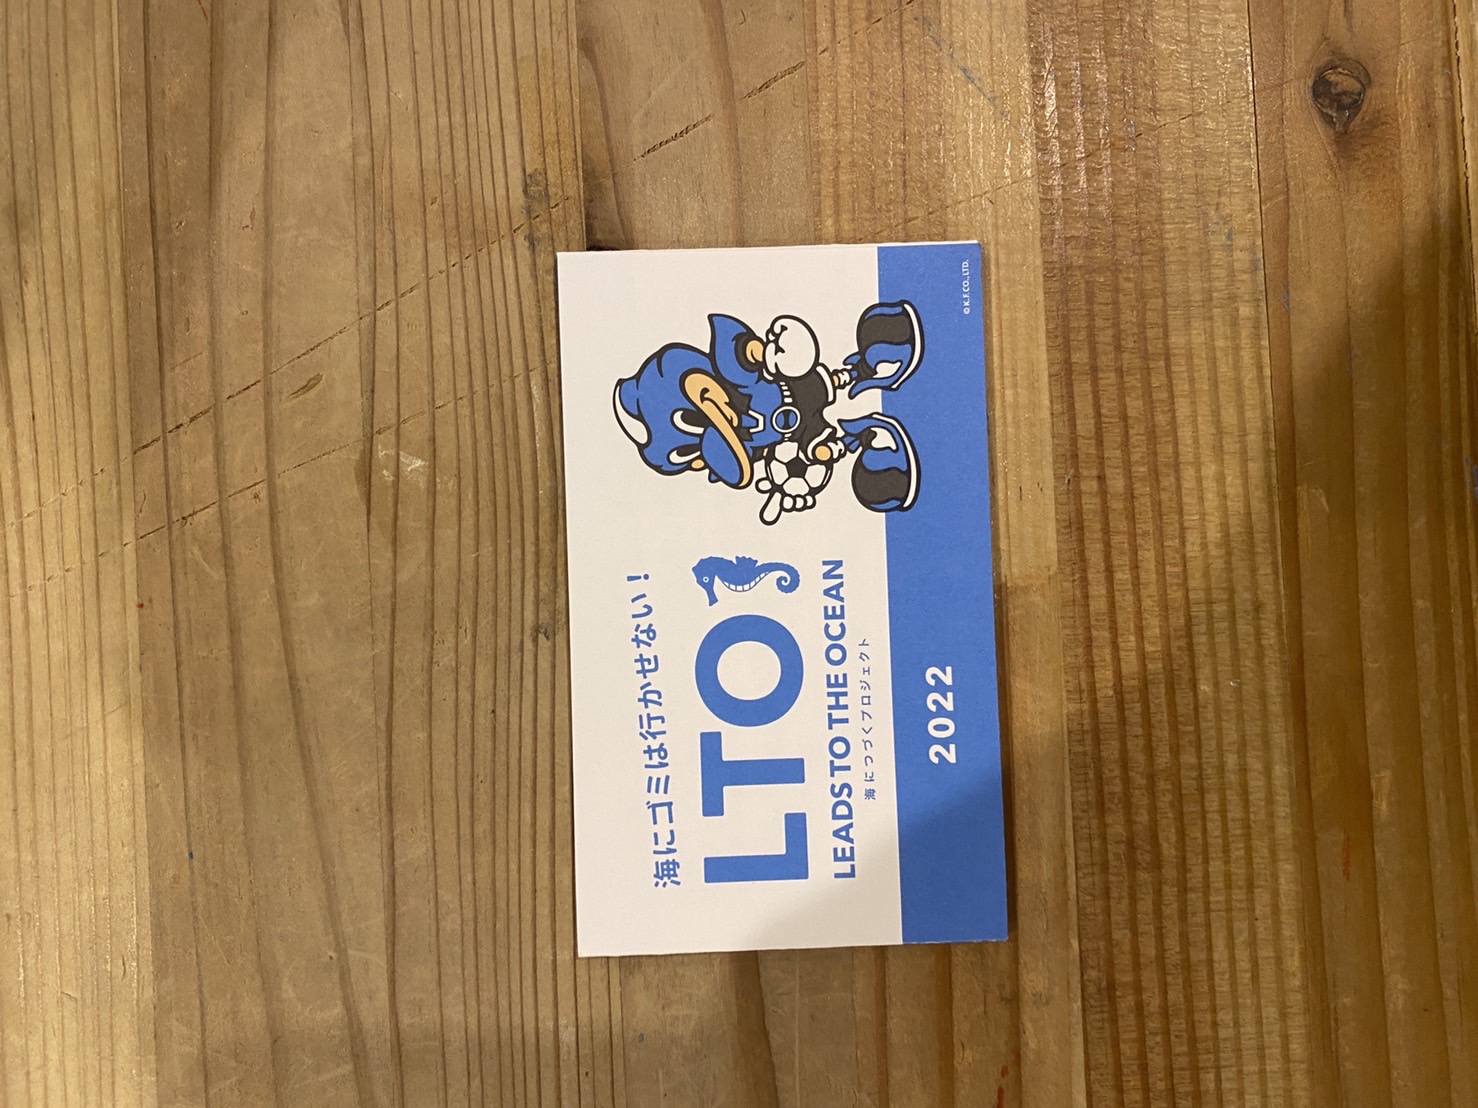 海にゴミは行かせない！
LTO
LEADS TO THE OCEAN
海につづくプロジェクト
2022
© K.F.CO.,LTD.